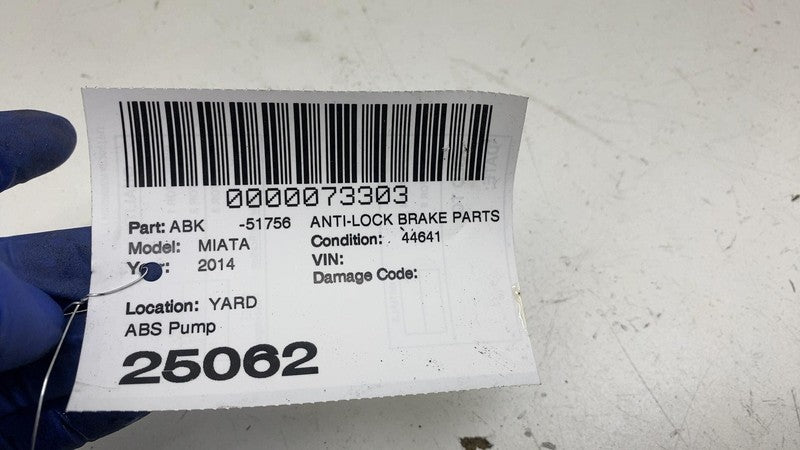 0000073303
Part: ABK -51756 ANTI-LOCK BRAKE PARTS
Model: MIATA Condition: 44641
Year: 2014 VIN:
Damage Code:
Location: YARD
ABS Pump
25062